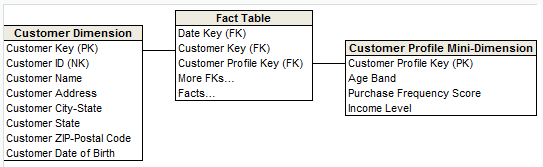 Customer Dimension
Customer Key (PK)
Customer ID (NK)
Customer Name
Customer Address
Customer City-State
Customer State
Customer ZIP-Postal Code
Customer Date of Birth
Fact Table
Date Key (FK)
Customer Key (FK)
Customer Profile Key (FK)
More FKs...
Facts...
Customer Profile Mini-Dimension
Customer Profile Key (PK)
Age Band
Purchase Frequency Score
Income Level